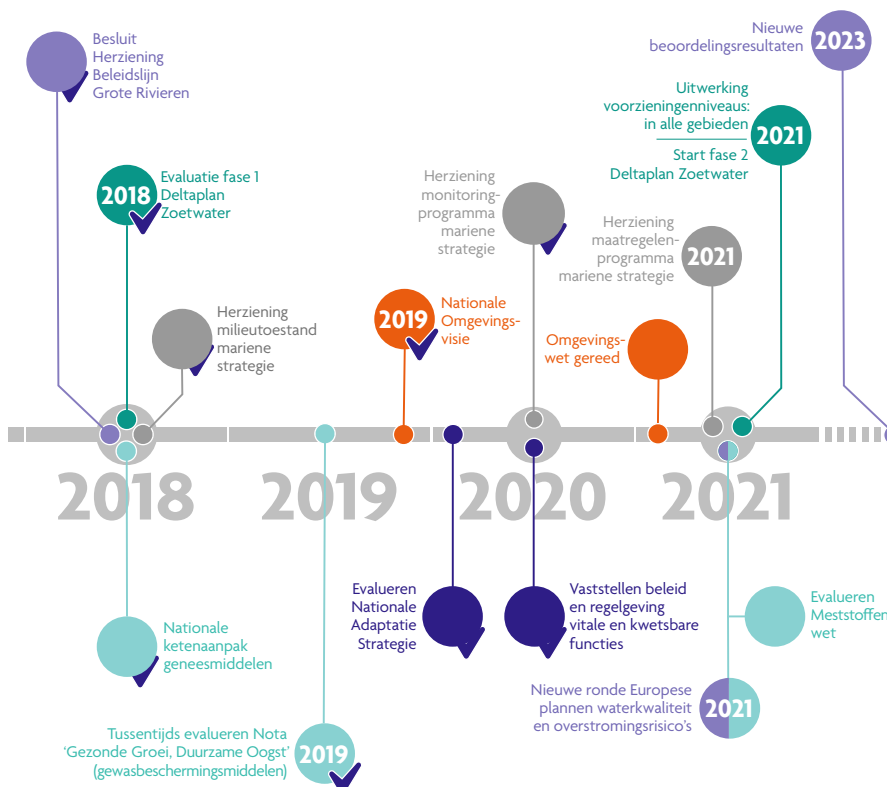 Besluit
Herziening
Beleidslijn
Grote Rivieren
2018
Evaluatie fase 1
Deltaplan
Zoetwater
Herziening
milieutoestand
mariene
strategie
Herziening
monitoring-
programma
mariene
strategie
2019
Nationale
Omgevings-
visie
Omgevings-
wet gereed
Herziening
maatregelen-
programma
mariene strategie
2021
Uitwerking
voorzieningenniveaus:
in alle gebieden
Start fase 2
Deltaplan Zoetwater
2021
Nieuwe
beoordelingsresultaten
2023
2018
2019
2020
2021
Nationale
ketenaanpak
geneesmiddelen
Tussentijds evalueren Nota
‘Gezonde Groei, Duurzame Oogst’
(gewasbeschermingsmiddelen)
2019
Evalueren
Nationale
Adaptatie
Strategie
Vaststellen beleid
en regelgeving
vitale en kwetsbare
functies
Evalueren
Meststoffen
wet
Nieuwe ronde Europese
plannen waterkwaliteit
en overstromingsrisico’s
2021